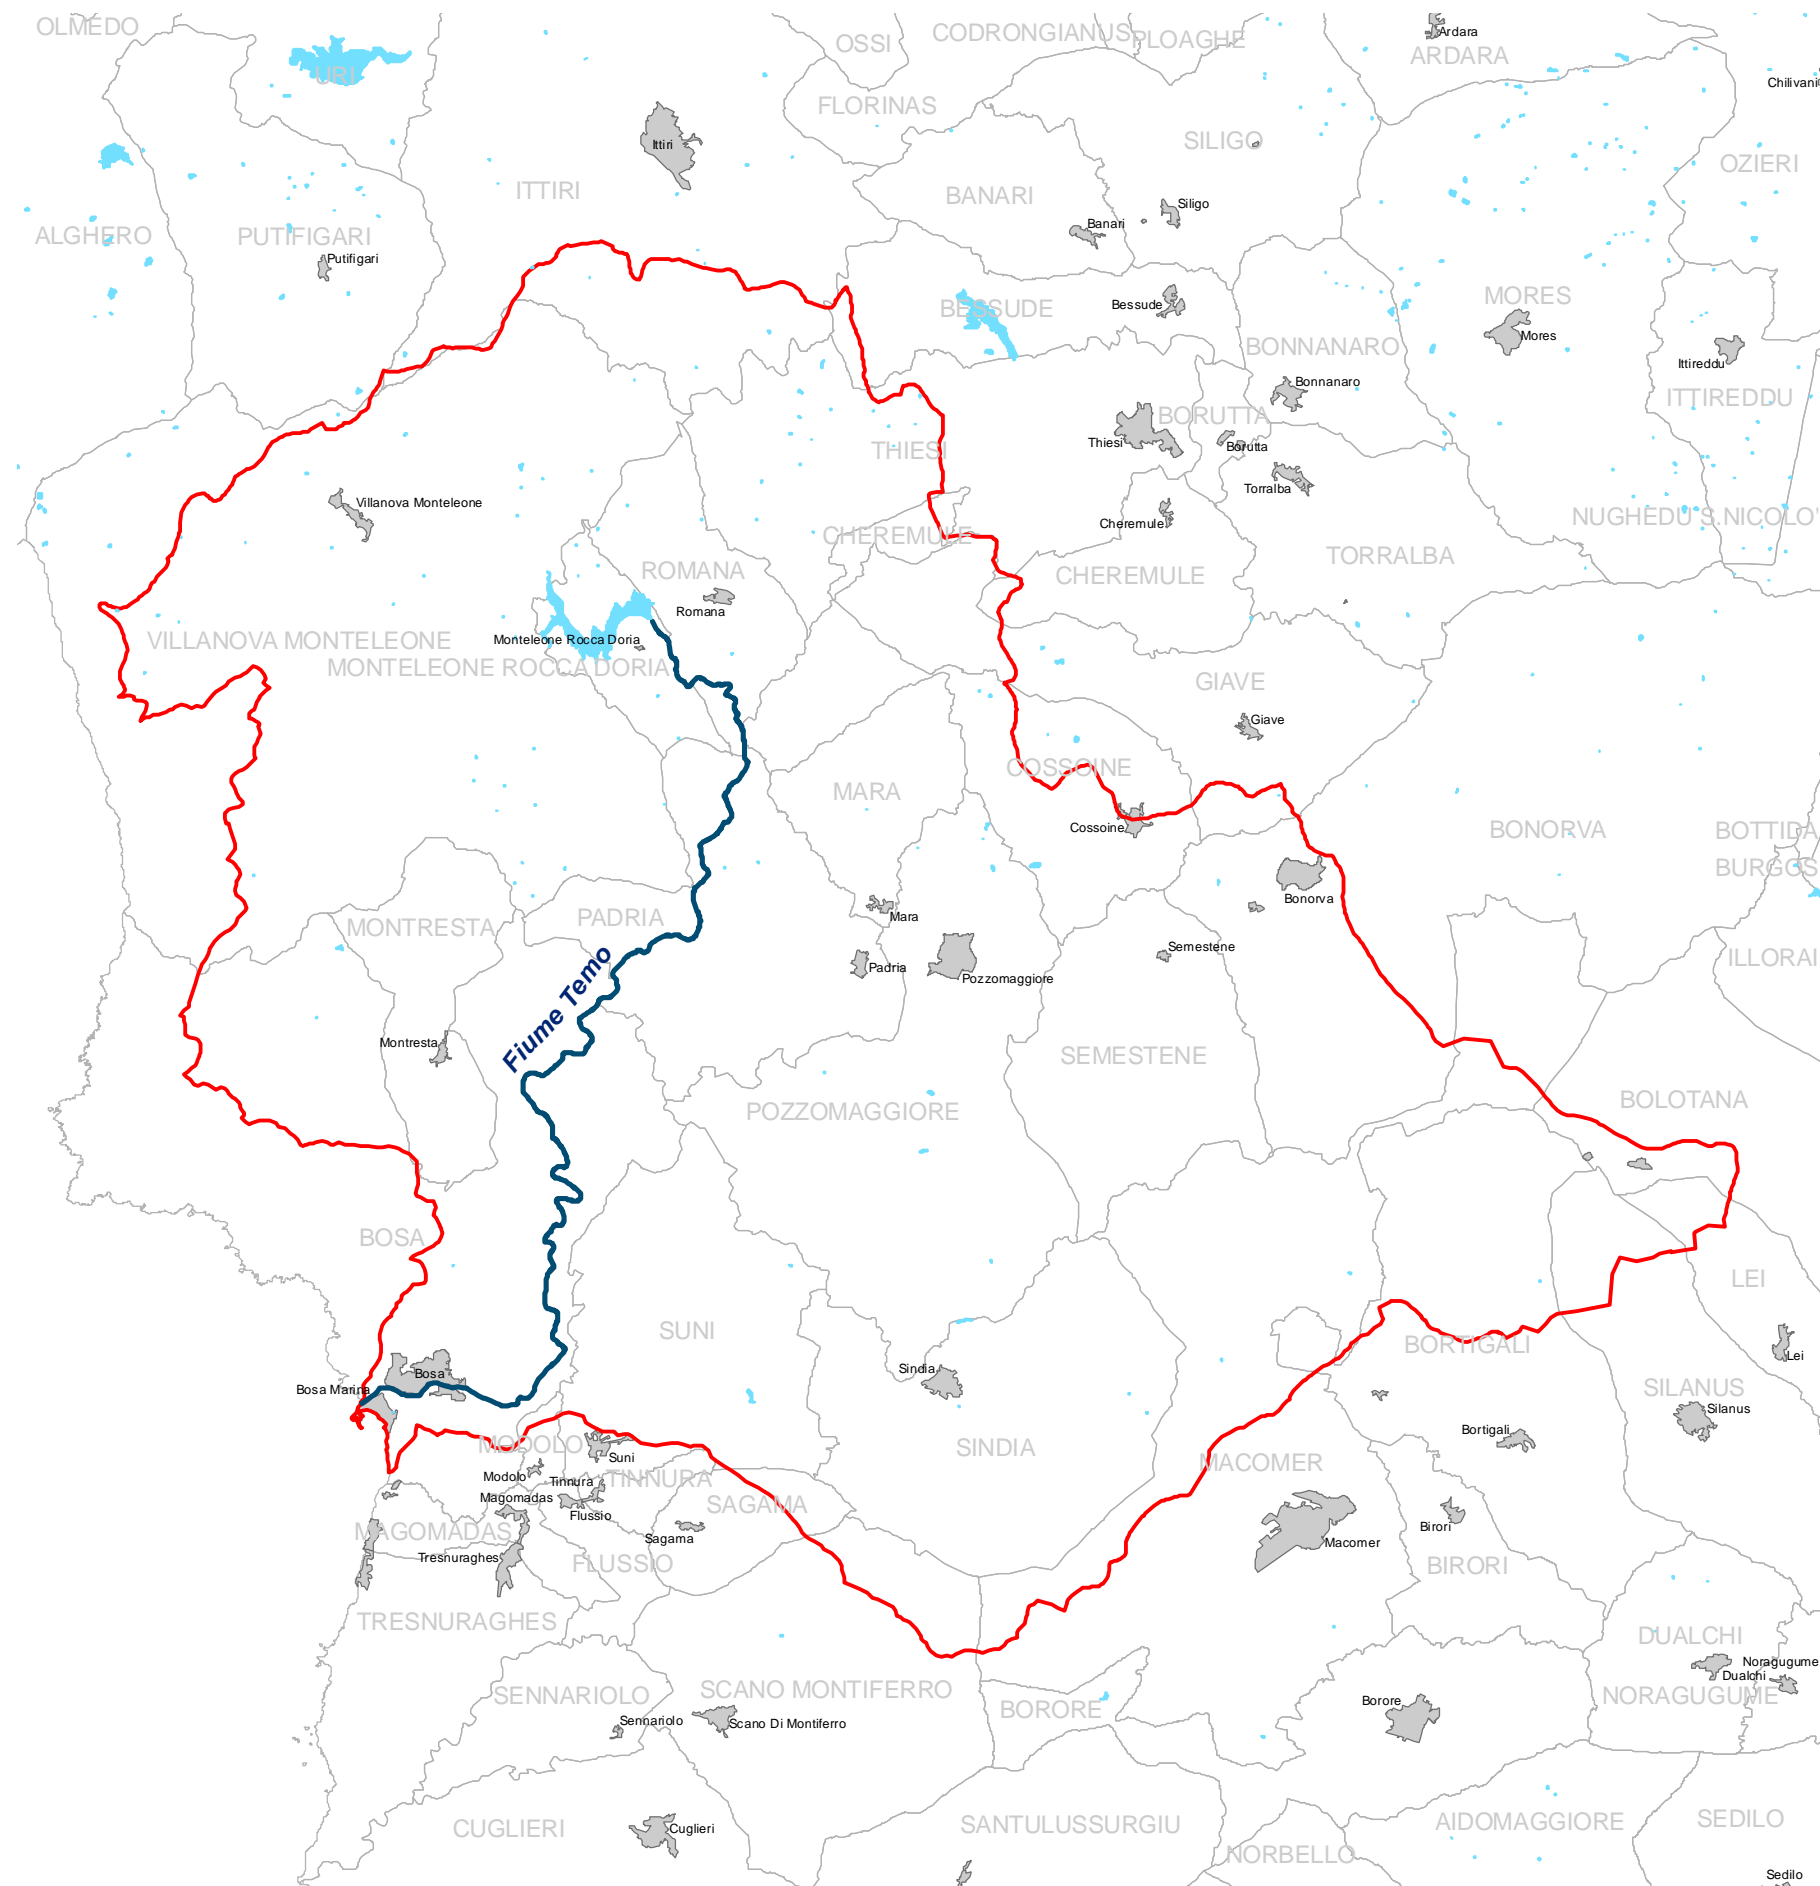 OLMEDO
URI
OSSI
CODRONGIANUS
PLOAGHE
Ardara
ARDARA
Chilivani
FLORINAS
Ittiri
SILIGO
OZIERI
ITTIRI
BANARI
Siligo
Banari
ALGHERO
PUTIFIGARI
Putifigari
BESSUDE
Bessude
MORES
Mores
BONNANARO
Ittireddu
Bonnanaro
ITTIREDDU
BORUTTA
THIESI
Thiesi
Borutta
Torralba
Villanova Monteleone
NUGHEDU S.NICOLO'
Cheremule
CHEREMULE
TORRALBA
ROMANA
CHEREMULE
Romana
VILLANOVA MONTELEONE
Monteleone Rocca Doria
MONTELEONE ROCCA DORIA
GIAVE
Giave
COSSOINE
MARA
Cossoine
BONORVA
BOTTIDA
BURGOS
Bonorva
MONTRESTA
PADRIA
Mara
Semestene
ILLORAI
Padria
Pozzomaggiore
Fiume Temo
Montresta
SEMESTENE
POZZOMAGGIORE
BOLOTANA
BOSA
LEI
SUNI
BORTIGALI
Lei
Sindia
Bosa
Bosa Marina
SILANUS
Silanus
Bortigali
MODOLO
SINDIA
Suni
MACOMER
Modolo
Tinnura
TINNURA
Magomadas
SAGAMA
Flussio
MAGOMADAS
Sagama
Birori
Macomer
Tresnuraghes
FLUSSIO
BIRORI
TRESNURAGHES
DUALCHI
Noragugume
Dualchi
SENNARIOLO
SCANO MONTIFERRO
NORAGUGUME
Borore
BORORE
Sennariolo
Scano Di Montiferro
CUGLIERI
Cuglieri
SANTULUSSURGIU
AIDOMAGGIORE
SEDILO
NORBELLO
Sedilo